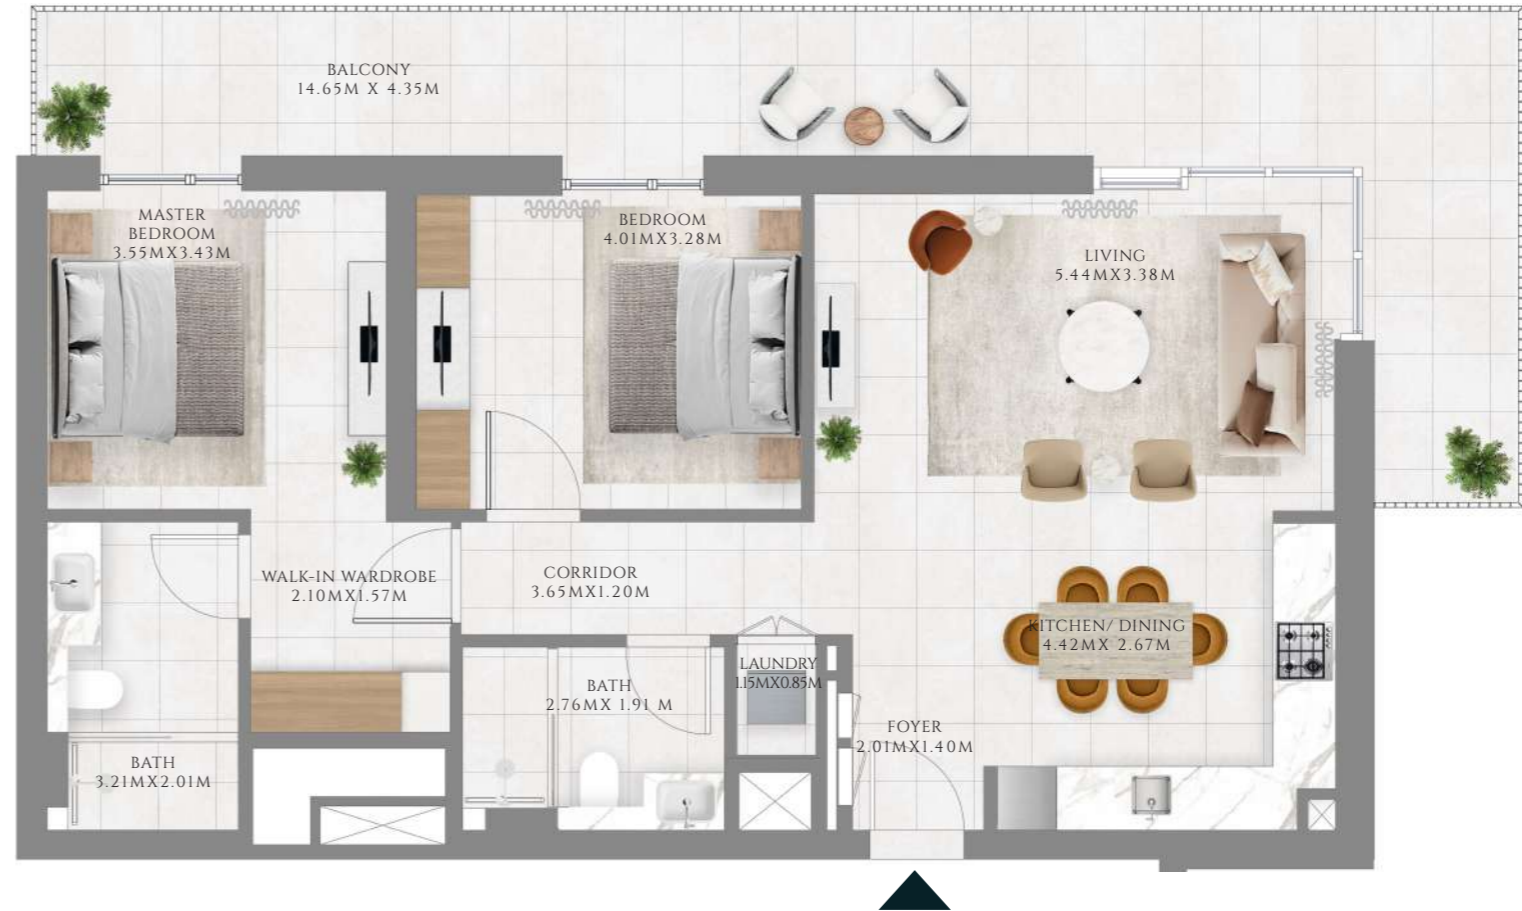 BALCONY
14.65M X 4.35M
MASTER
BEDROOM
3.55MX3.43M
BEDROOM
4.01MX3.28M
LIVING
5.44MX3.38M
WALK-IN WARDROBE
2.10MX1.57M
CORRIDOR
3.65MX1.20M
KITCHEN/ DINING
4.42MX 2.67M
LAUNDRY
1.15MX0.85M
BATH
2.76MX 1.91 M
FOYER
2.01MX1.40M
BATH
3.21MX2.01M